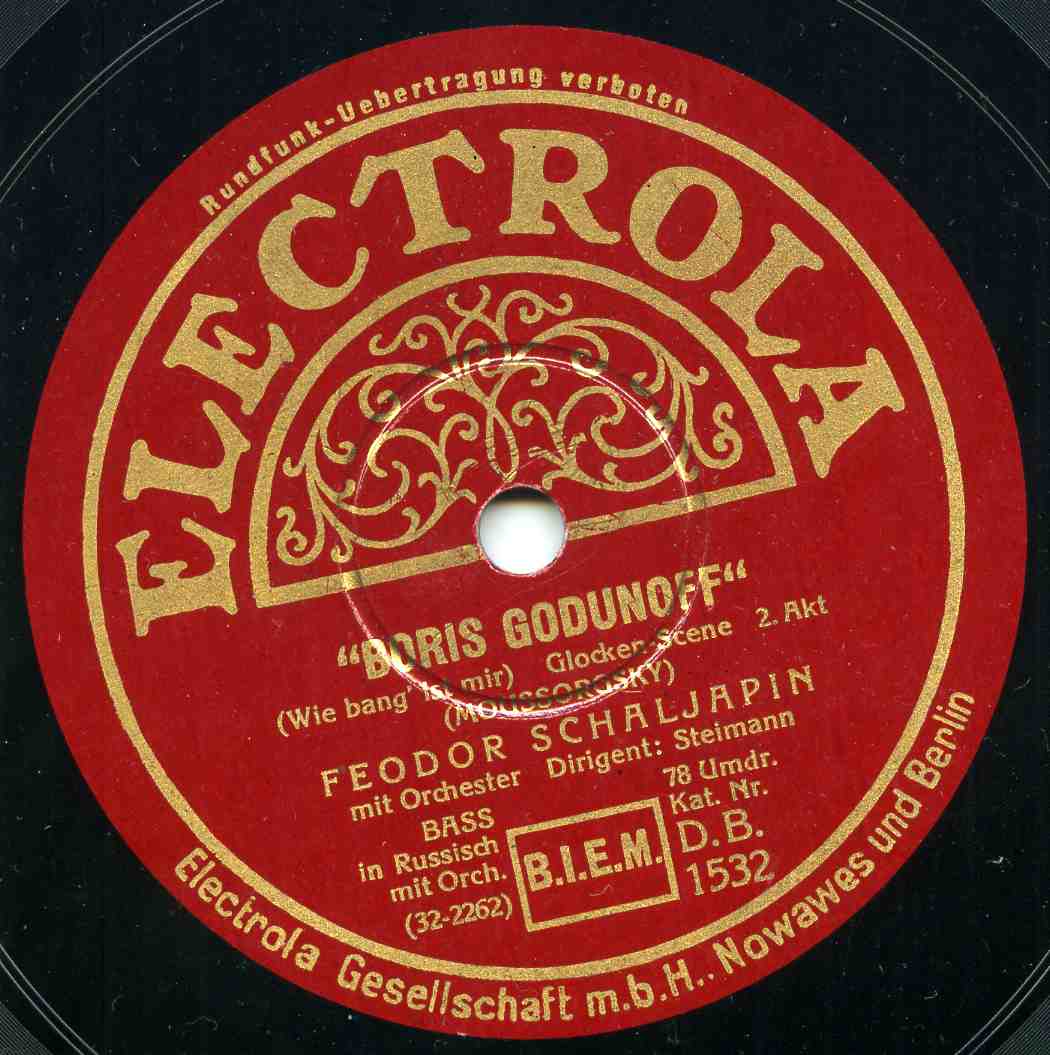 Rundfunk-Uebertragung verboten
ELECTROLA
“BORIS GODUNOFF“
(Wie bang' ist mir) Glocken-Scene 2. Akt
(MOUSSORGSKY)
FEODOR SCHALJAPIN
mit Orchester Dirigent: Steimann
BASS
in Russisch
mit Orch.
(32-2262)
B.I.E.M.
78 Umdr.
Kat. Nr.
D.B.
1532
Electrola Gesellschaft m.b.H., Nowawes und Berlin